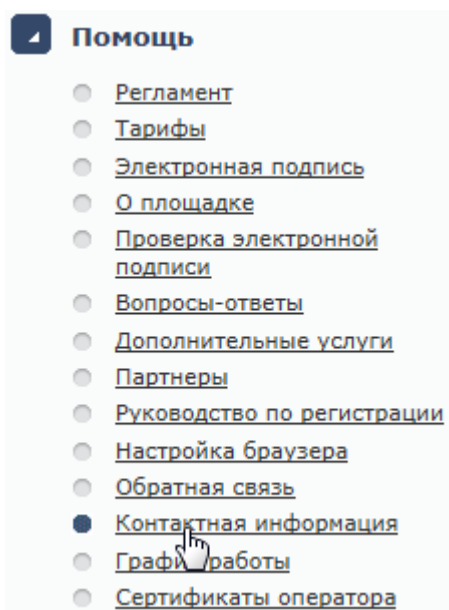 Помощь
Регламент
Тарифы
Электронная подпись
О площадке
Проверка электронной
подписи
Вопросы-ответы
Дополнительные услуги
Партнеры
Руководство по регистрации
Настройка браузера
Обратная связь
Контактная информация
График работы
Сертификаты оператора